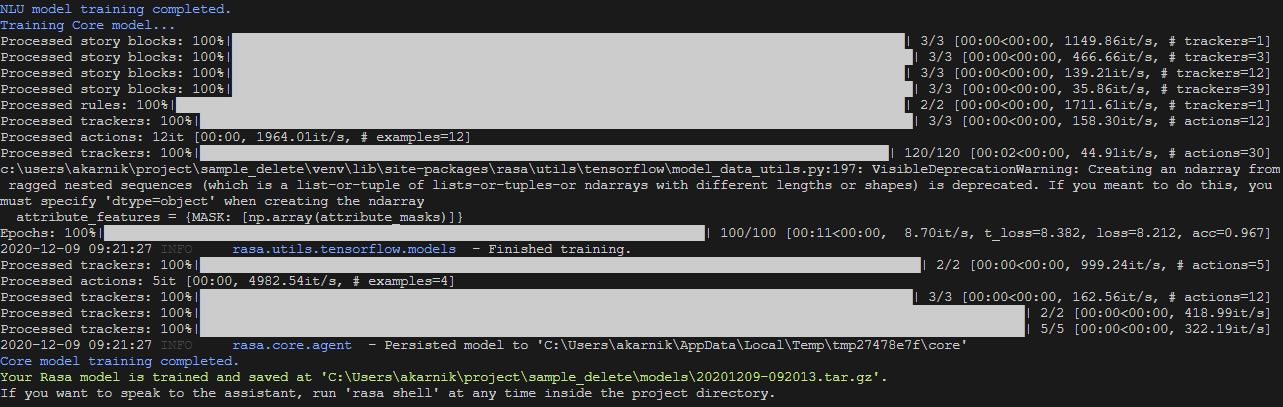 NLU model training completed.
Training Core model...
Processed story blocks: 100%| | 3/3 [00:00<00:00, 1149.86it/s, # trackers=1]
Processed story blocks: 100%| | 3/3 [00:00<00:00, 466.66it/s, # trackers=3]
Processed story blocks: 100%| | 3/3 [00:00<00:00, 139.21it/s, # trackers=12]
Processed story blocks: 100%| | 3/3 [00:00<00:00, 35.86it/s, # trackers=39]
Processed rules: 100%| | 2/2 [00:00<00:00, 1711.61it/s, # trackers=1]
Processed trackers: 100%| | 3/3 [00:00<00:00, 158.30it/s, # actions=12]
Processed actions: 12it [00:00, 1964.01it/s, # examples=12]
Processed trackers: 100%| | 120/120 [00:02<00:00, 44.91it/s, # actions=30]
c:\users\akarnik\project\sample_delete\venv\lib\site-packages\rasa\utils\tensorflow\model_data_utils.py:197: VisibleDeprecationWarning: Creating an ndarray from
 ragged nested sequences (which is a list-or-tuple of lists-or-tuples-or ndarrays with different lengths or shapes) is deprecated. If you meant to do this, you
must specify 'dtype=object' when creating the ndarray
  attribute_features = {MASK: [np.array(attribute_masks)]}
Epochs: 100%| | 100/100 [00:11<00:00,  8.70it/s, t_loss=8.382, loss=8.212, acc=0.967]
2020-12-09 09:21:27 INFO     rasa.utils.tensorflow.models  - Finished training.
Processed trackers: 100%| | 2/2 [00:00<00:00, 999.24it/s, # actions=5]
Processed actions: 5it [00:00, 4982.54it/s, # examples=4]
Processed trackers: 100%| | 3/3 [00:00<00:00, 162.56it/s, # actions=12]
Processed trackers: 100%| | 2/2 [00:00<00:00, 418.99it/s]
Processed trackers: 100%| | 5/5 [00:00<00:00, 322.19it/s]
2020-12-09 09:21:27 INFO     rasa.core.agent  - Persisted model to 'C:\Users\akarnik\AppData\Local\Temp\tmp27478e7f\core'
Core model training completed.
Your Rasa model is trained and saved at 'C:\Users\akarnik\project\sample_delete\models\20201209-092013.tar.gz'.
If you want to speak to the assistant, run 'rasa shell' at any time inside the project directory.